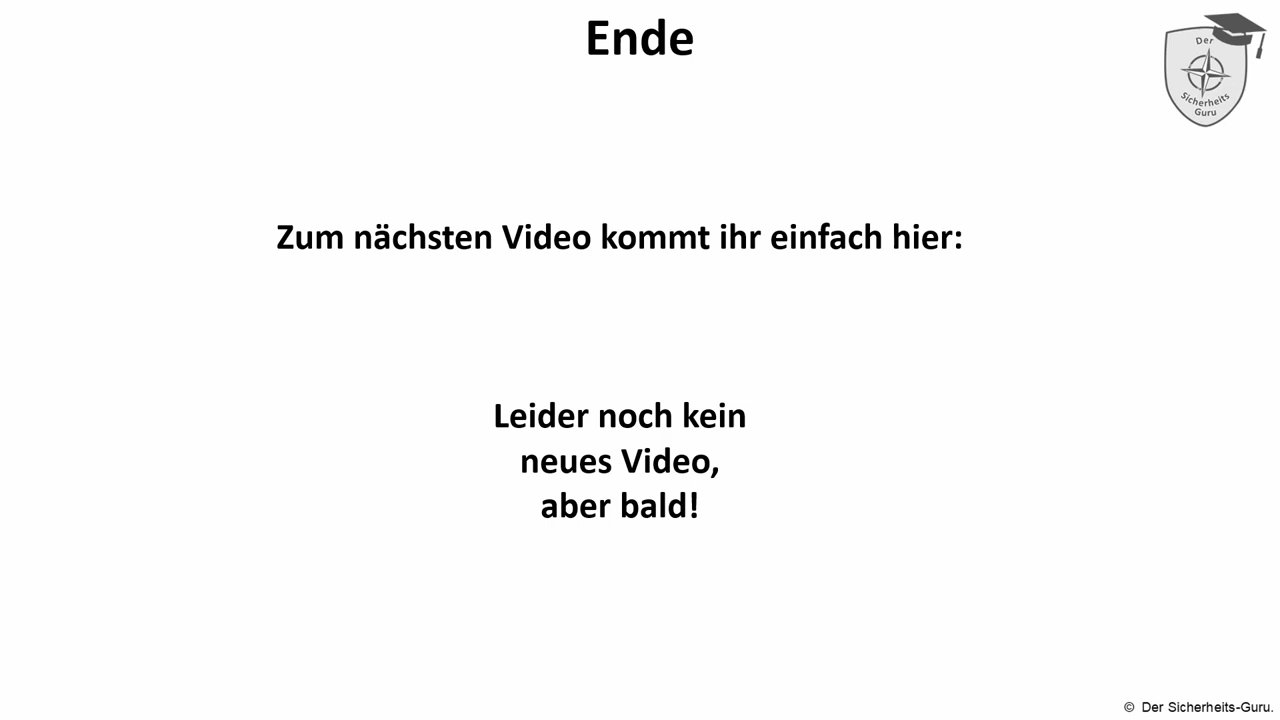 Ende
Der
Sicherheits
Guru
Zum nächsten Video kommt ihr einfach hier:
Leider noch kein
neues Video,
aber bald!
© Der Sicherheits-Guru.